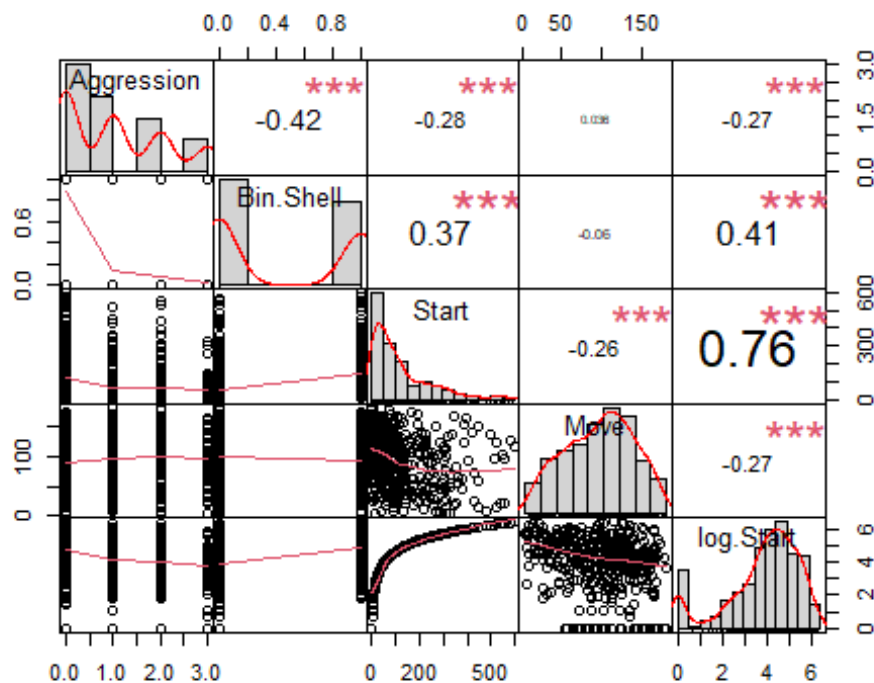 0.0 0.4 0.8 0 50 150
Aggression *** -0.42 *** -0.28 0.036 *** -0.27 0.0 1.5 3.0
0.0 0.6 Bin.Shell *** 0.37 -0.06 *** 0.41
Start *** -0.26 *** 0.76 0 300 600
0 100 Move *** -0.27
log.Start 0 2 4 6
0.0 1.0 2.0 3.0 0 200 500 0 2 4 6